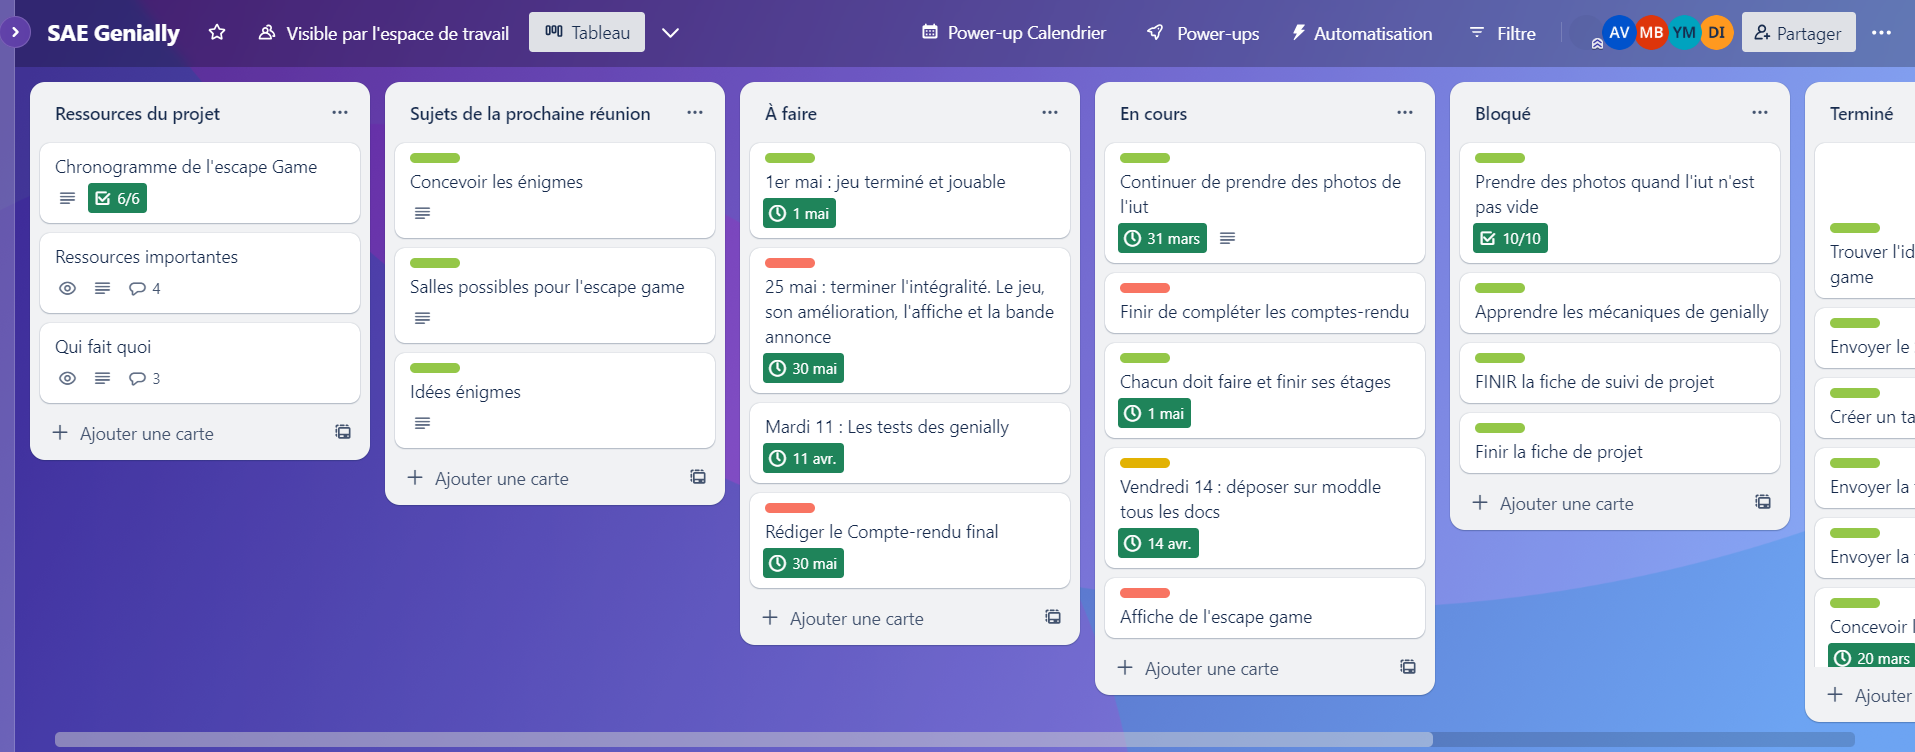 SAE Genially
Visible par l'espace de travail
Tableau
Power-up Calendrier
Power-ups
Automatisation
Filtre
AV
MB
YM
DI
Partager
Ressources du projet
Chronogramme de l'escape Game
6/6
Ressources importantes
4
Qui fait quoi
3
Ajouter une carte
Sujets de la prochaine réunion
Concevoir les énigmes
Salles possibles pour l'escape game
Idées énigmes
Ajouter une carte
À faire
1er mai : jeu terminé et jouable
1 mai
25 mai : terminer l'intégralité. Le jeu,
son amélioration, l'affiche et la bande
annonce
30 mai
Mardi 11 : Les tests des genially
11 avr.
Rédiger le Compte-rendu final
30 mai
Ajouter une carte
En cours
Continuer de prendre des photos de
l'iut
31 mars
Finir de compléter les comptes-rendu
Chacun doit faire et finir ses étages
1 mai
Vendredi 14 : déposer sur moddle
tous les docs
14 avr.
Affiche de l'escape game
Ajouter une carte
Bloqué
Prendre des photos quand l'iut n'est
pas vide
10/10
Apprendre les mécaniques de genially
FINIR la fiche de suivi de projet
Finir la fiche de projet
Ajouter une carte
Terminé
Trouver l'id
game
Envoyer le
Créer un ta
Envoyer la
Envoyer la
Concevoir l
20 mars
Ajouter